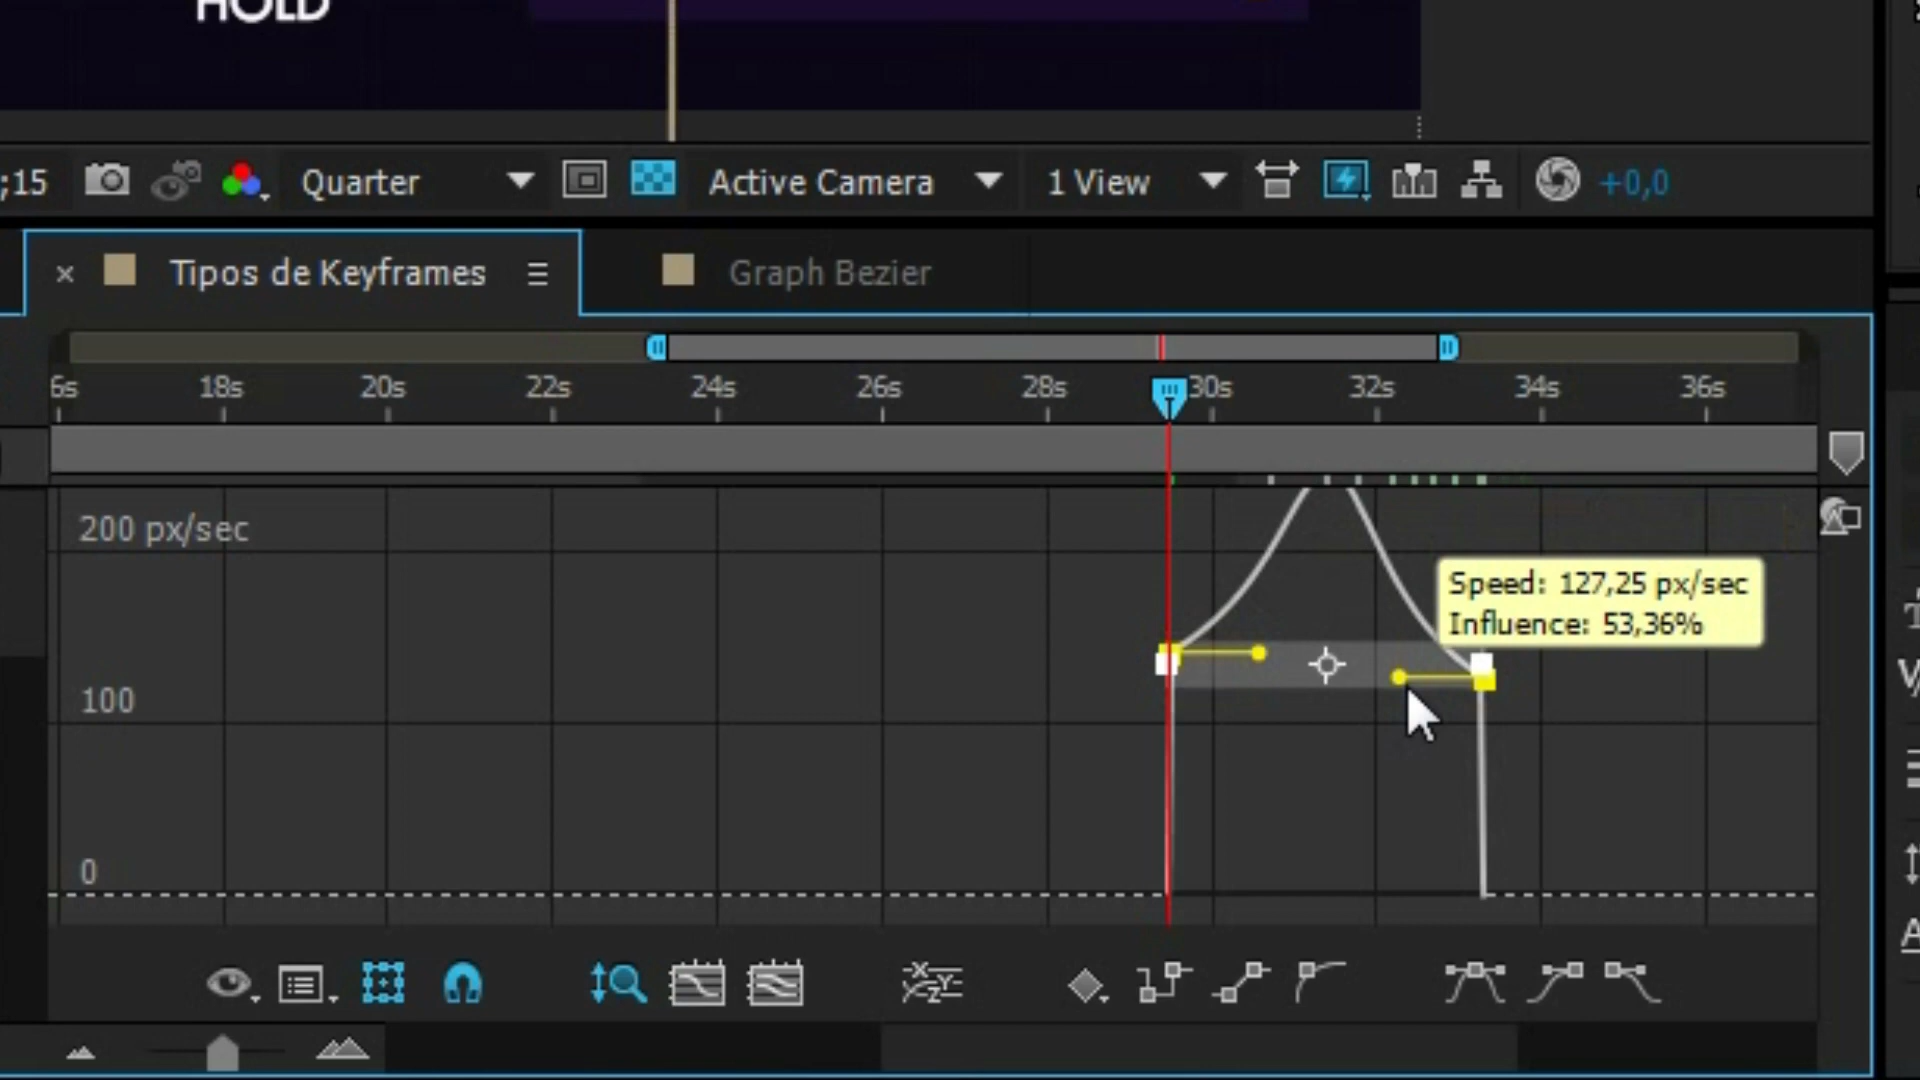 HOLD
;15 Quarter Active Camera 1 View +0,0
× Tipos de Keyframes Graph Bezier
6s 18s 20s 22s 24s 26s 28s 30s 32s 34s 36s
200 px/sec
Speed: 127,25 px/sec
Influence: 53,36%
100
0